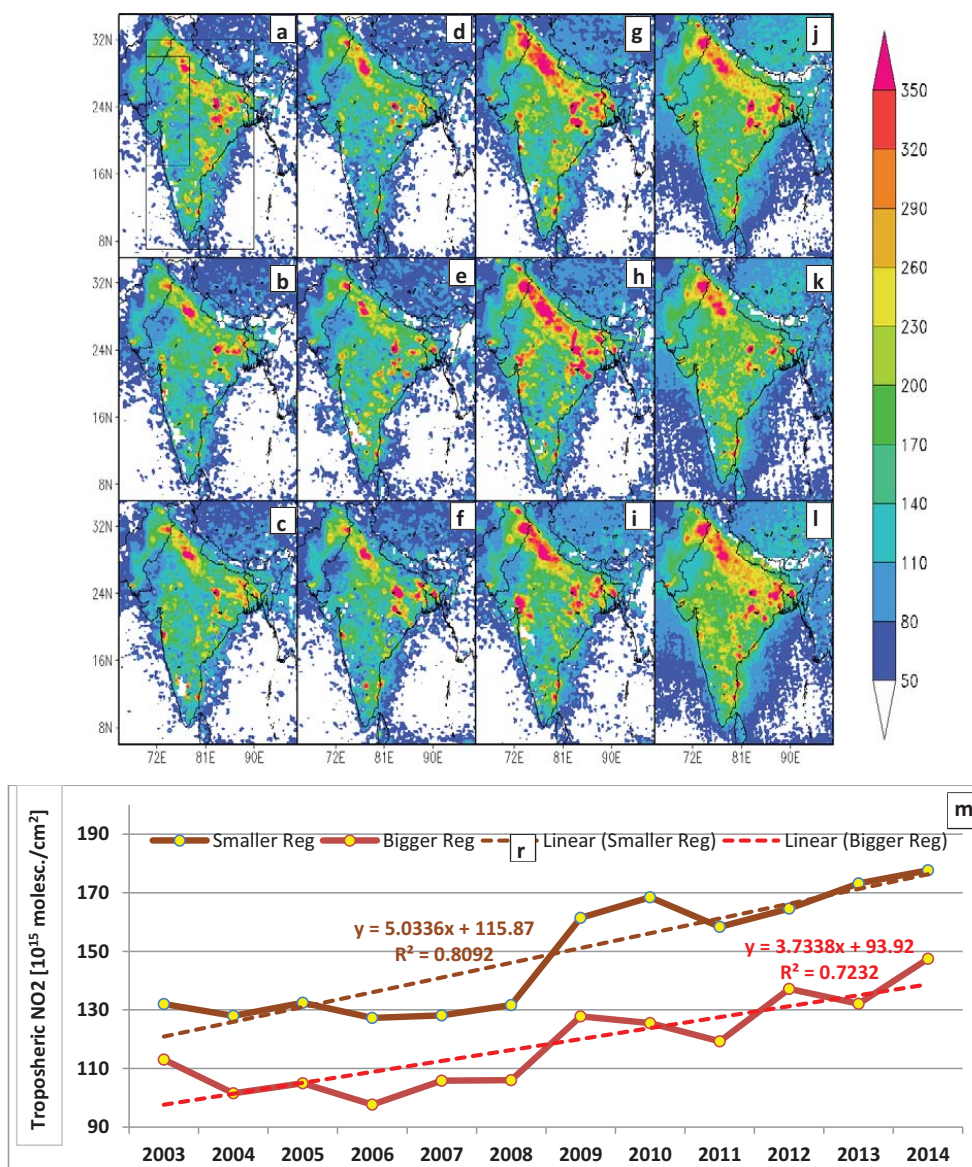 a d g j
32N
24N
16N
8N
b e h k
32N
24N
16N
8N
c f i l
32N
24N
16N
8N
72E 81E 90E 72E 81E 90E 72E 81E 90E 72E 81E 90E
350
320
290
260
230
200
170
140
110
80
50
m
Troposheric NO2 [10¹⁵ molesc./cm²]
190
170
150
130
110
90
Smaller Reg Bigger Reg Linear (Smaller Reg) Linear (Bigger Reg)
r
y = 5.0336x + 115.87
R² = 0.8092
y = 3.7338x + 93.92
R² = 0.7232
2003 2004 2005 2006 2007 2008 2009 2010 2011 2012 2013 2014